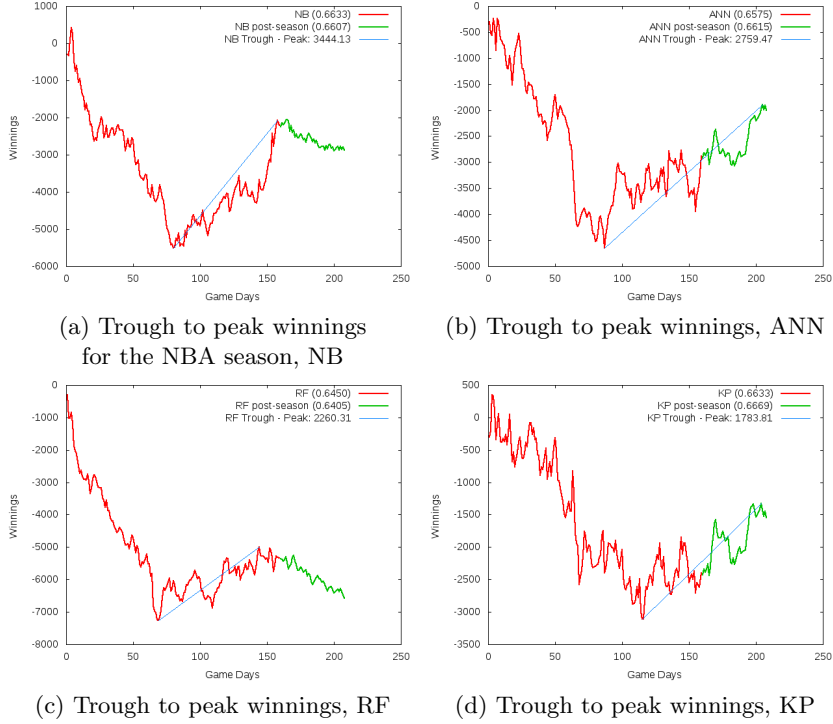 NB (0.6633)
NB post-season (0.6607)
NB Trough - Peak: 3444.13
1000
0
-1000
-2000
-3000
-4000
-5000
-6000
Winnings
0 50 100 150 200 250
Game Days
(a) Trough to peak winnings
for the NBA season, NB
ANN (0.6575)
ANN post-season (0.6615)
ANN Trough - Peak: 2759.47
0
-500
-1000
-1500
-2000
-2500
-3000
-3500
-4000
-4500
-5000
Winnings
0 50 100 150 200 250
Game Days
(b) Trough to peak winnings, ANN
RF (0.6450)
RF post-season (0.6405)
RF Trough - Peak: 2260.31
0
-1000
-2000
-3000
-4000
-5000
-6000
-7000
-8000
Winnings
0 50 100 150 200 250
Game Days
(c) Trough to peak winnings, RF
KP (0.6633)
KP post-season (0.6669)
KP Trough - Peak: 1783.81
500
0
-500
-1000
-1500
-2000
-2500
-3000
-3500
Winnings
0 50 100 150 200 250
Game Days
(d) Trough to peak winnings, KP